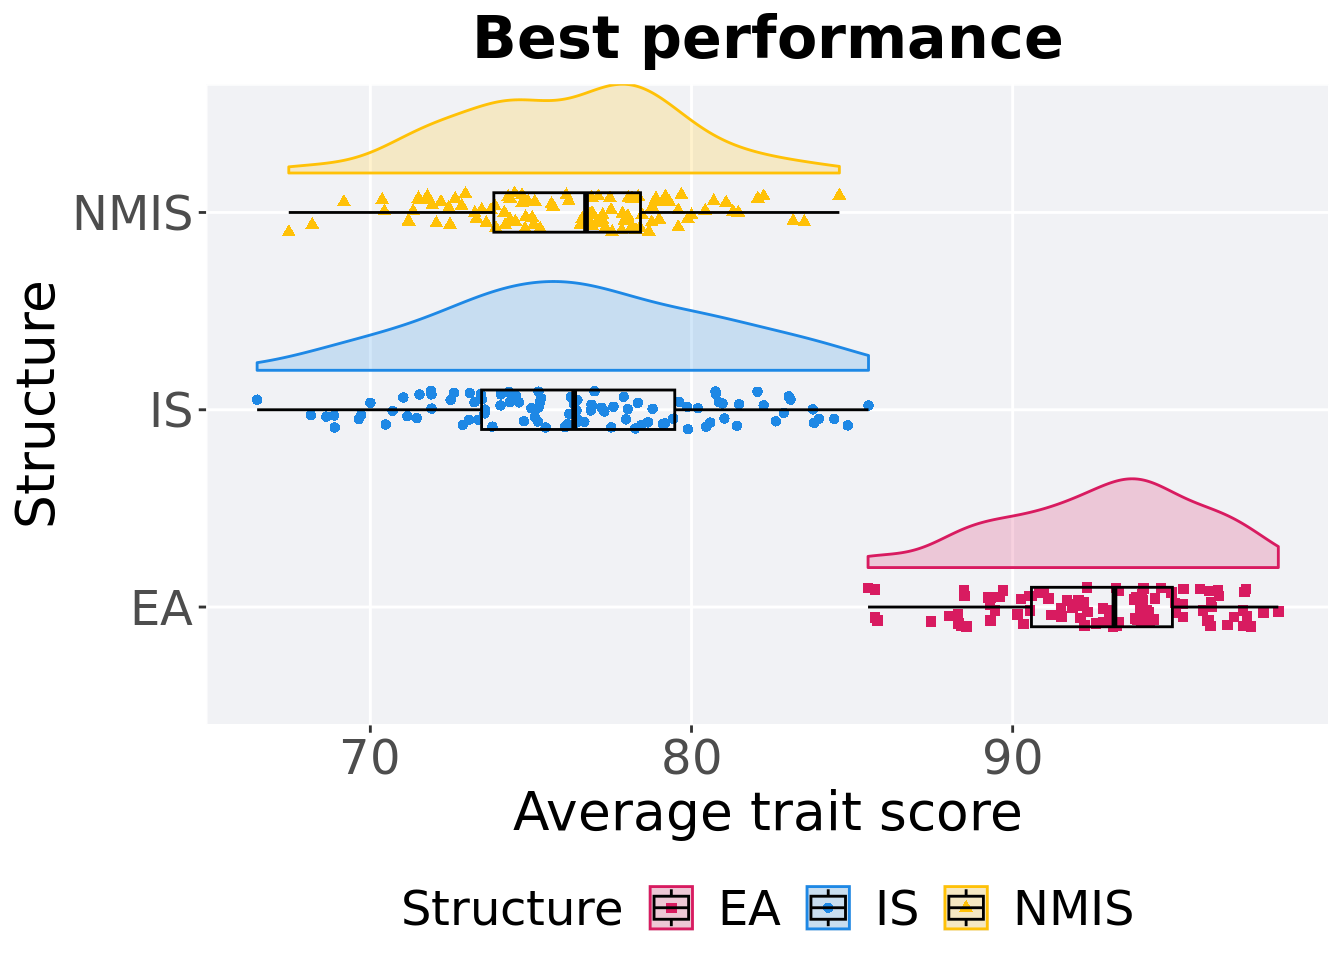 Best performance
Structure
NMIS
IS
EA
70 80 90
Average trait score
Structure EA IS NMIS